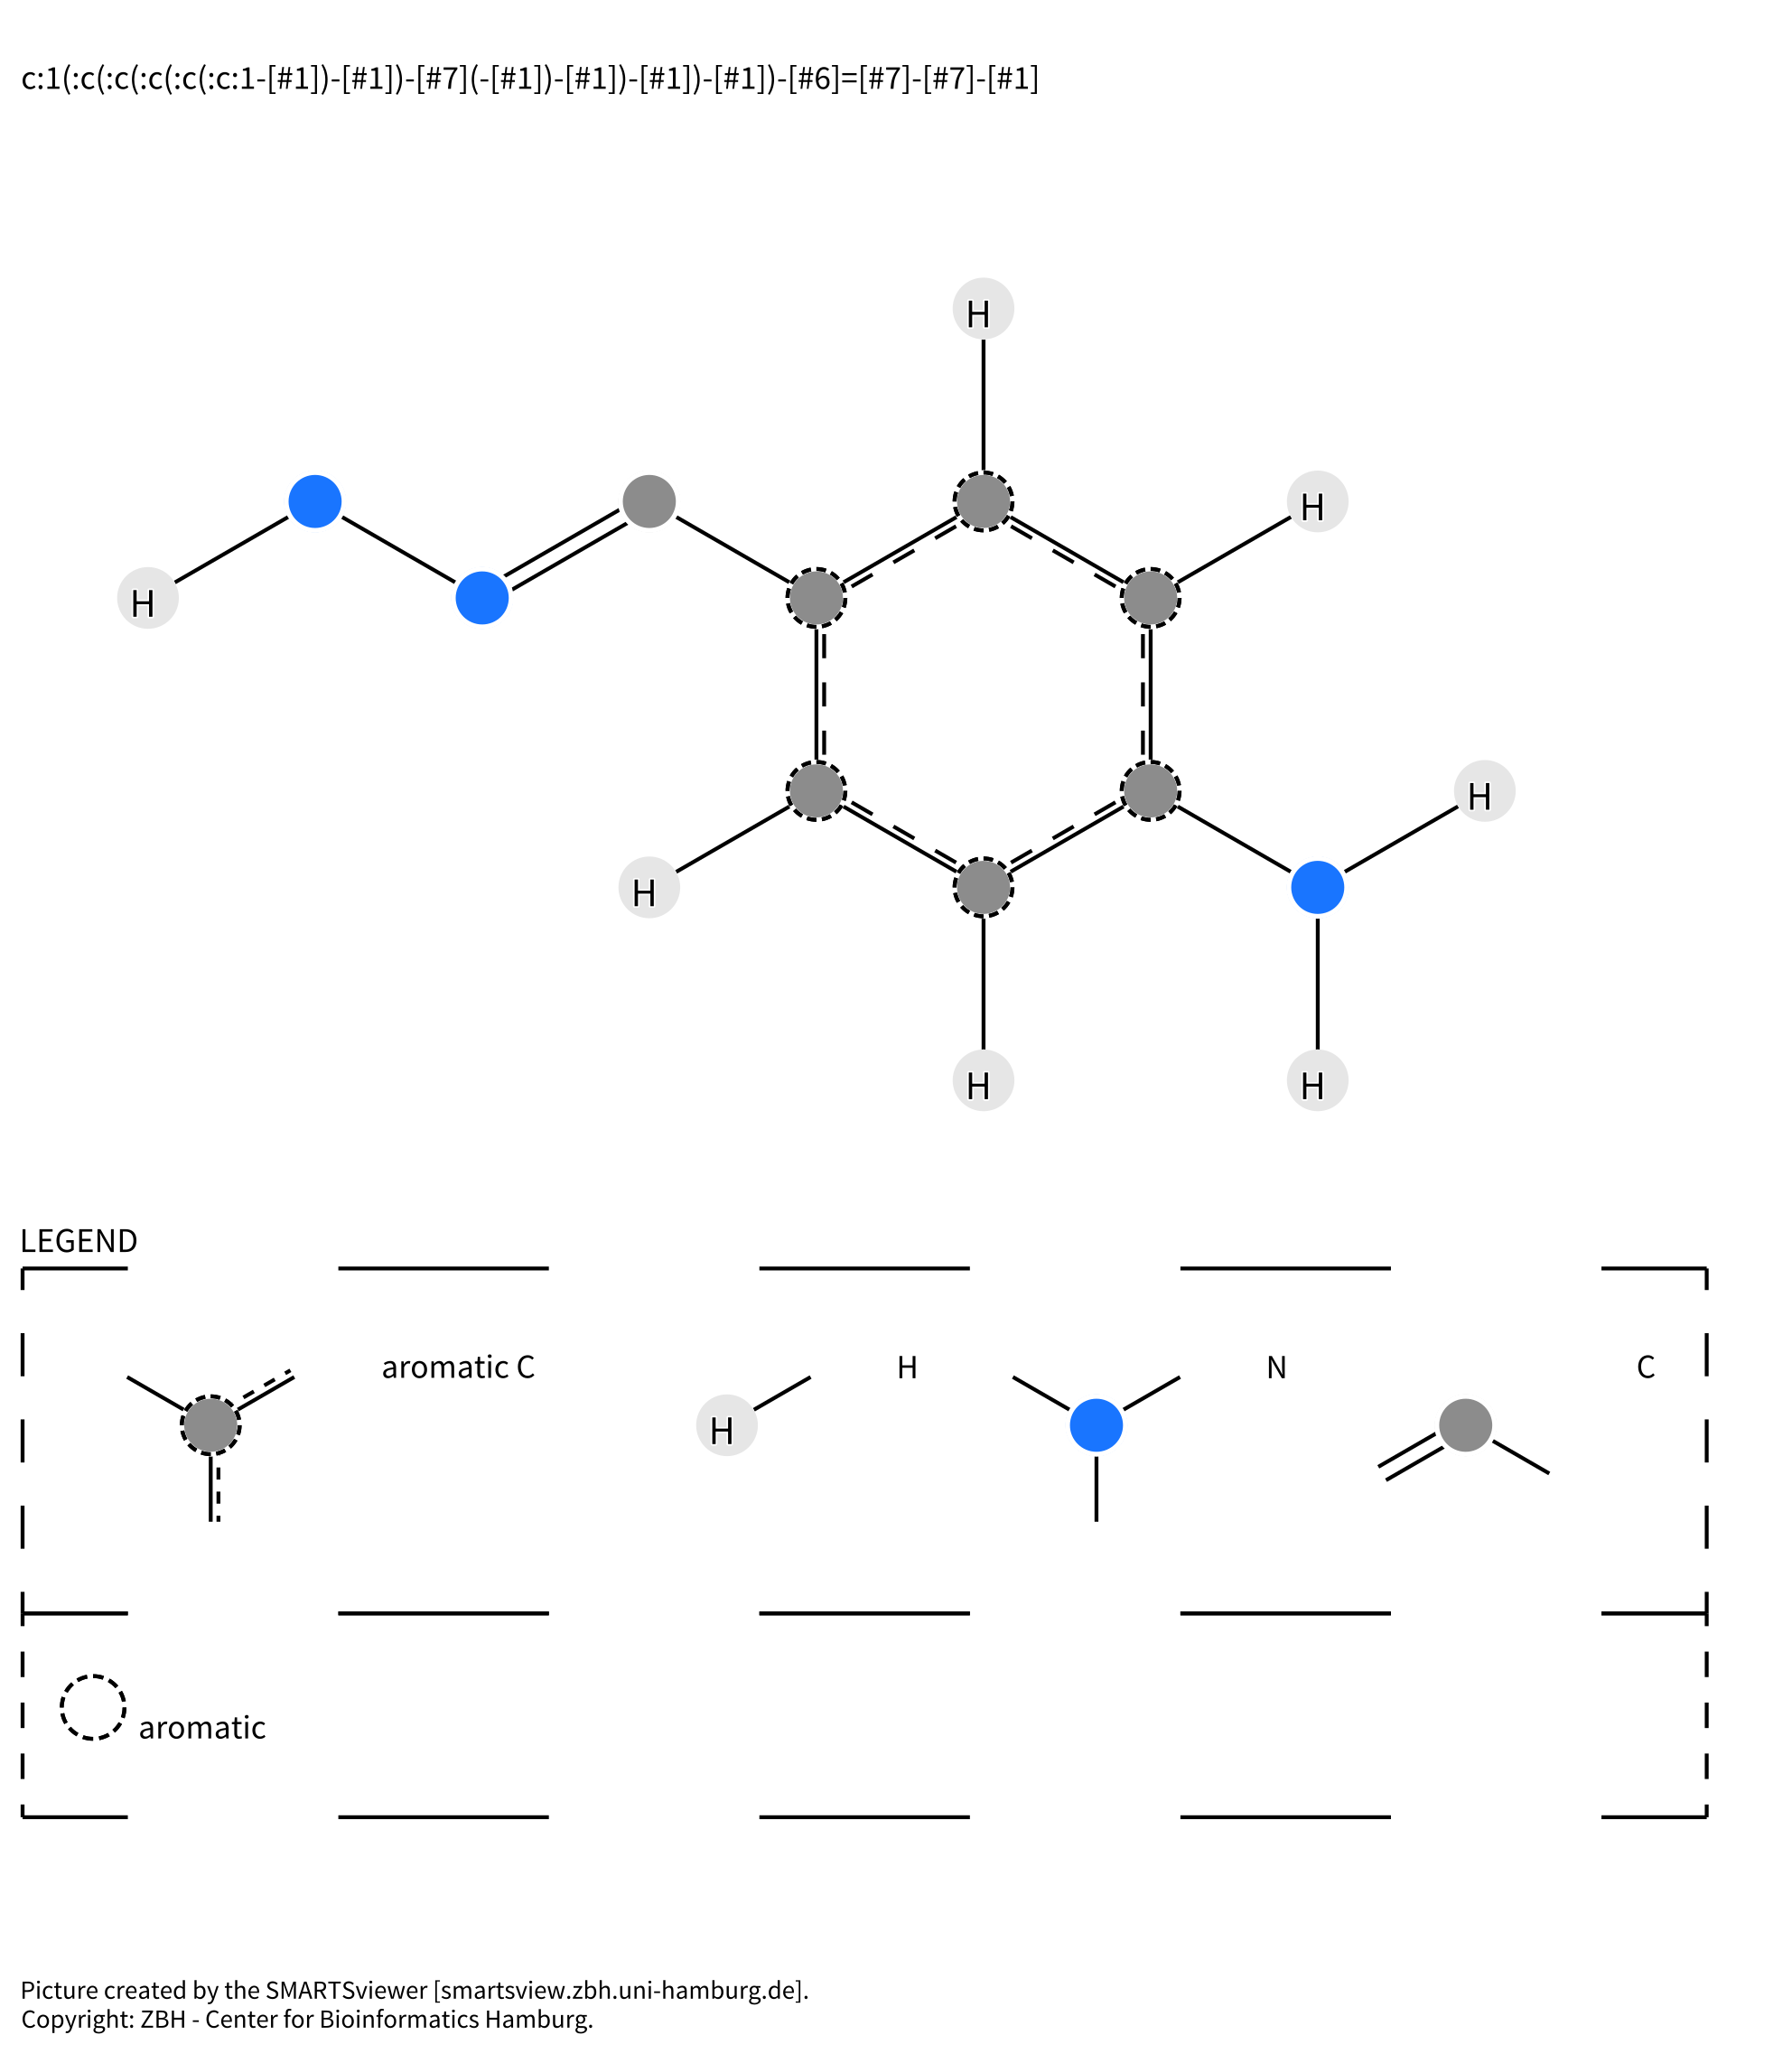 c:1(:c(:c(:c(:c(:c:1-[#1])-[#1])-[#7](-[#1])-[#1])-[#1])-[#1])-[#6]=[#7]-[#7]-[#1]
H
H
H
H
H
H
H
LEGEND
aromatic C
H
H
N
C
aromatic
Picture created by the SMARTSviewer [smartsview.zbh.uni-hamburg.de].
Copyright: ZBH - Center for Bioinformatics Hamburg.